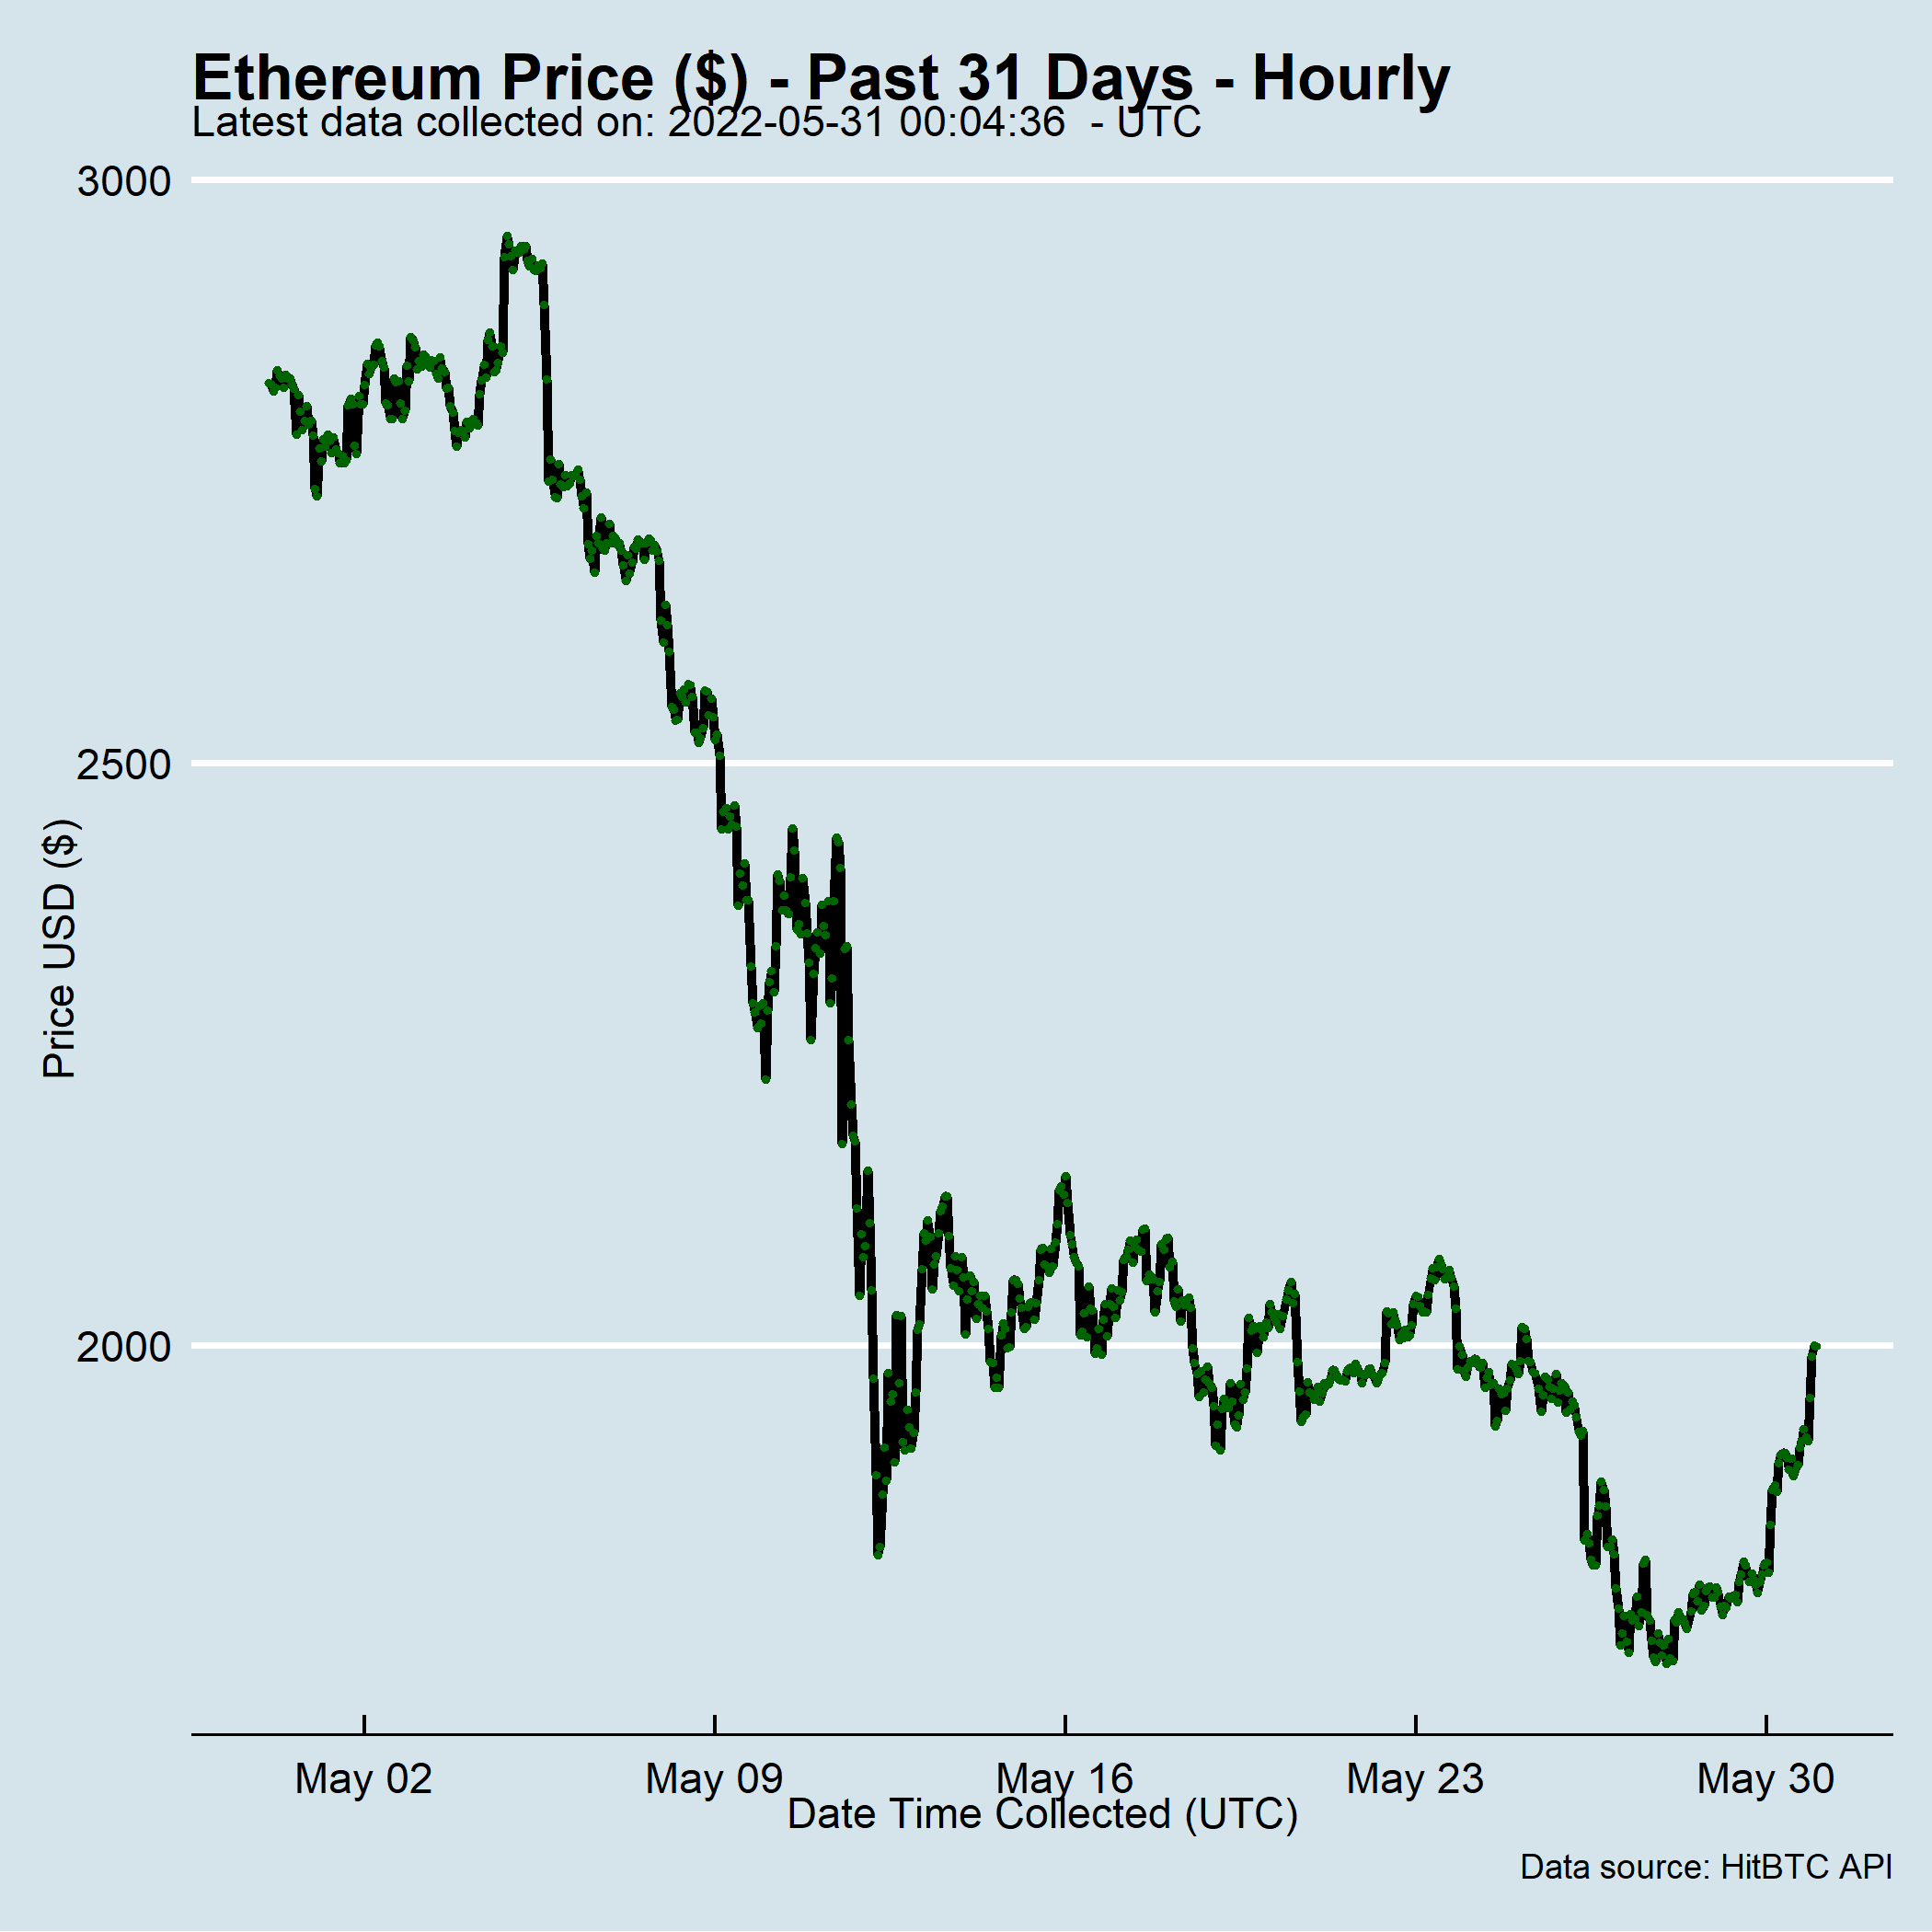 Ethereum Price ($) - Past 31 Days - Hourly
Latest data collected on: 2022-05-31 00:04:36  - UTC
3000
2500
2000
Price USD ($)
May 02
May 09
May 16
May 23
May 30
Date Time Collected (UTC)
Data source: HitBTC API